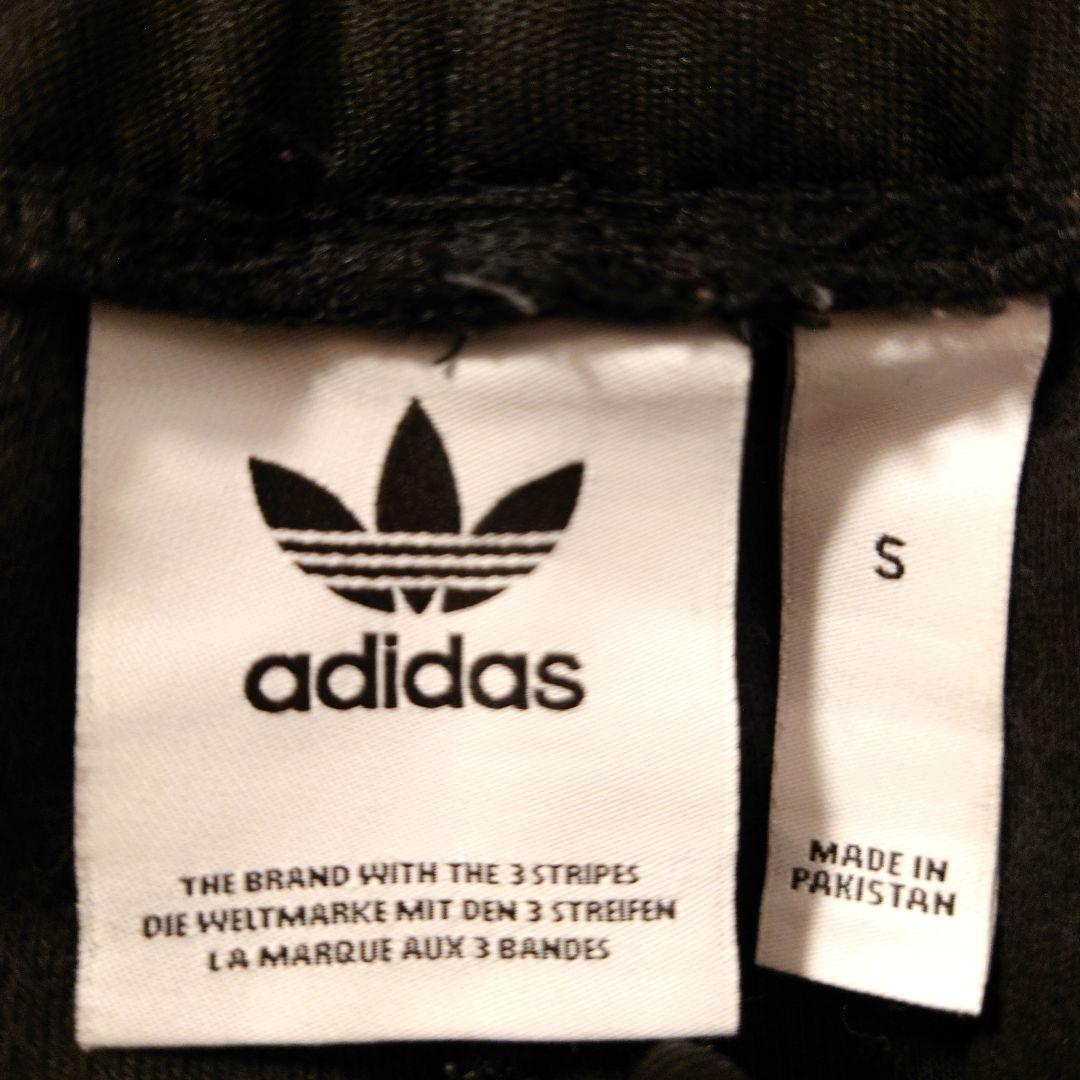 adidas
THE BRAND WITH THE 3 STRIPES
DIE WELTMARKE MIT DEN 3 STREIFEN
LA MARQUE AUX 3 BANDES
S
MADE IN
PAKISTAN